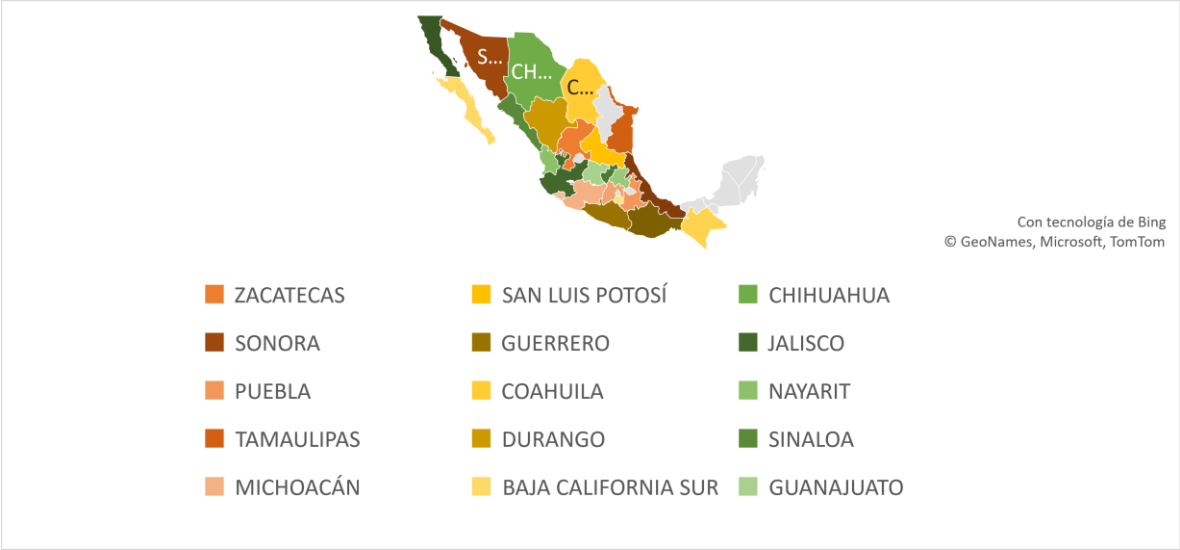 S...
CH...
C...
Con tecnología de Bing
© GeoNames, Microsoft, TomTom
ZACATECAS
SAN LUIS POTOSÍ
CHIHUAHUA
SONORA
GUERRERO
JALISCO
PUEBLA
COAHUILA
NAYARIT
TAMAULIPAS
DURANGO
SINALOA
MICHOACÁN
BAJA CALIFORNIA SUR
GUANAJUATO